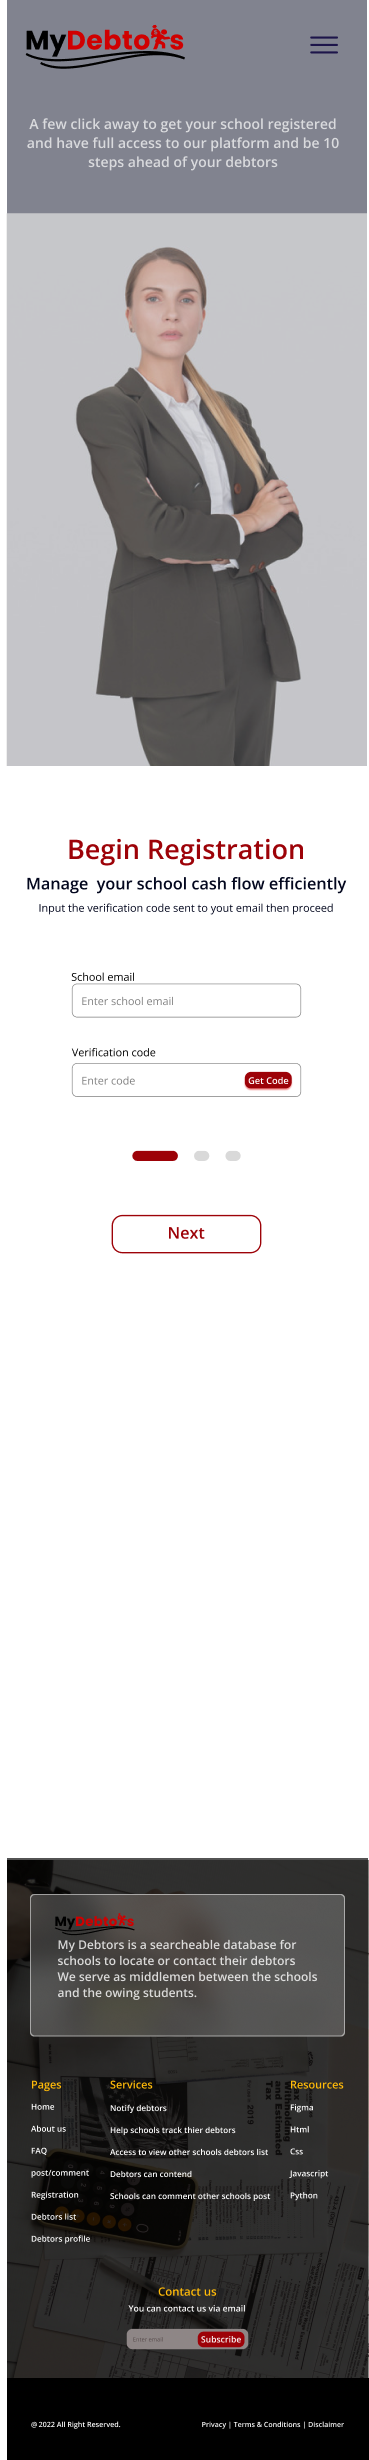 MyDebtors
A few click away to get your school registered
and have full access to our platform and be 10
steps ahead of your debtors
Begin Registration
Manage your school cash flow efficiently
Input the verification code sent to yout email then proceed
School email
Enter school email
Verification code
Enter code
Get Code
Next
MyDebtors
My Debtors is a searcheable database for
schools to locate or contact their debtors
We serve as middlemen between the schools
and the owing students.
Pages
Home
About us
FAQ
post/comment
Registration
Debtors list
Debtors profile
Services
Notify debtors
Help schools track thier debtors
Access to view other schools debtors list
Debtors can contend
Schools can comment other schools post
Resources
Figma
Html
Css
Javascript
Python
Contact us
You can contact us via email
Enter email
Subscribe
@ 2022 All Right Reserved.
Privacy | Terms & Conditions | Disclaimer